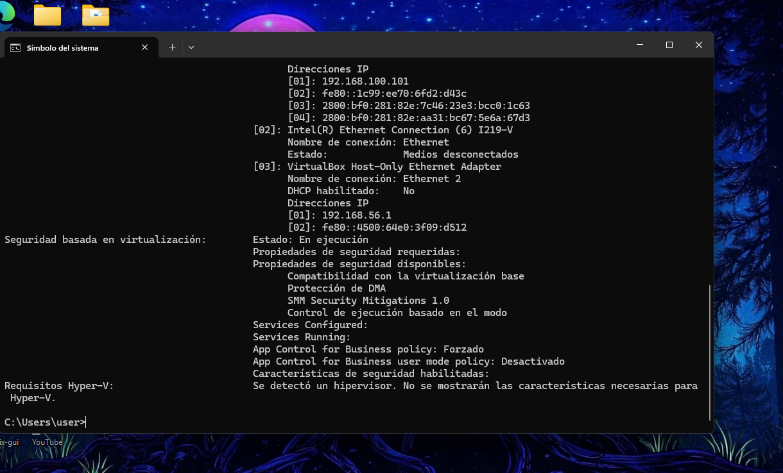 Símbolo del sistema
Direcciones IP
[01]: 192.168.100.101
[02]: fe80::1c99:ee70:6fd2:d43c
[03]: 2800:bf0:281:82e:7c46:23e3:bcc0:1c63
[04]: 2800:bf0:281:82e:aa31:bc67:5e6a:67d3
[02]: Intel(R) Ethernet Connection (6) I219-V
Nombre de conexión: Ethernet
Estado: Medios desconectados
[03]: VirtualBox Host-Only Ethernet Adapter
Nombre de conexión: Ethernet 2
DHCP habilitado: No
Direcciones IP
[01]: 192.168.56.1
[02]: fe80::4500:64e0:3f09:d512
Seguridad basada en virtualización: Estado: En ejecución
Propiedades de seguridad requeridas:
Propiedades de seguridad disponibles:
Compatibilidad con la virtualización base
Protección de DMA
SMM Security Mitigations 1.0
Control de ejecución basado en el modo
Services Configured:
Services Running:
App Control for Business policy: Forzado
App Control for Business user mode policy: Desactivado
Características de seguridad habilitadas:
Requisitos Hyper-V: Se detectó un hipervisor. No se mostrarán las características necesarias para
Hyper-V.
C:\Users\user>
x-gui YouTube